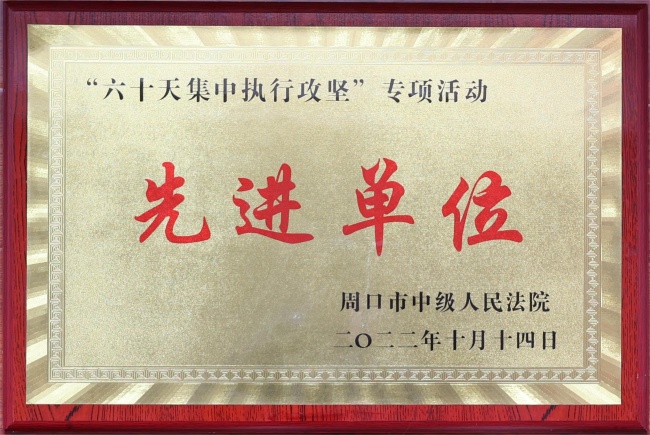 “六十天集中执行攻坚”专项活动
先进单位
周口市中级人民法院
二〇二二年十月十四日